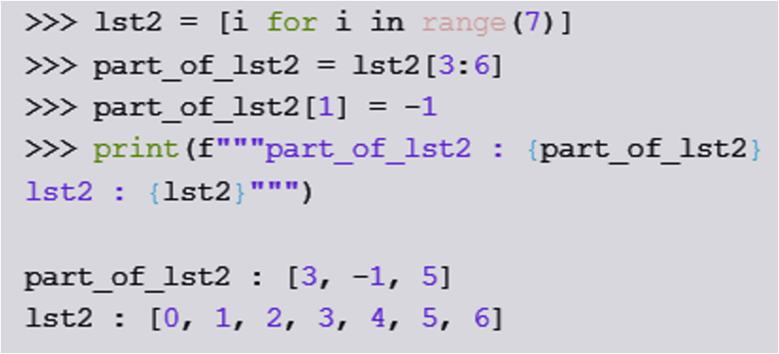 >>> lst2 = [i for i in range(7)]
>>> part_of_lst2 = lst2[3:6]
>>> part_of_lst2[1] = -1
>>> print(f"""part_of_lst2 : {part_of_lst2}
lst2 : {lst2}""")
part_of_lst2 : [3, -1, 5]
lst2 : [0, 1, 2, 3, 4, 5, 6]